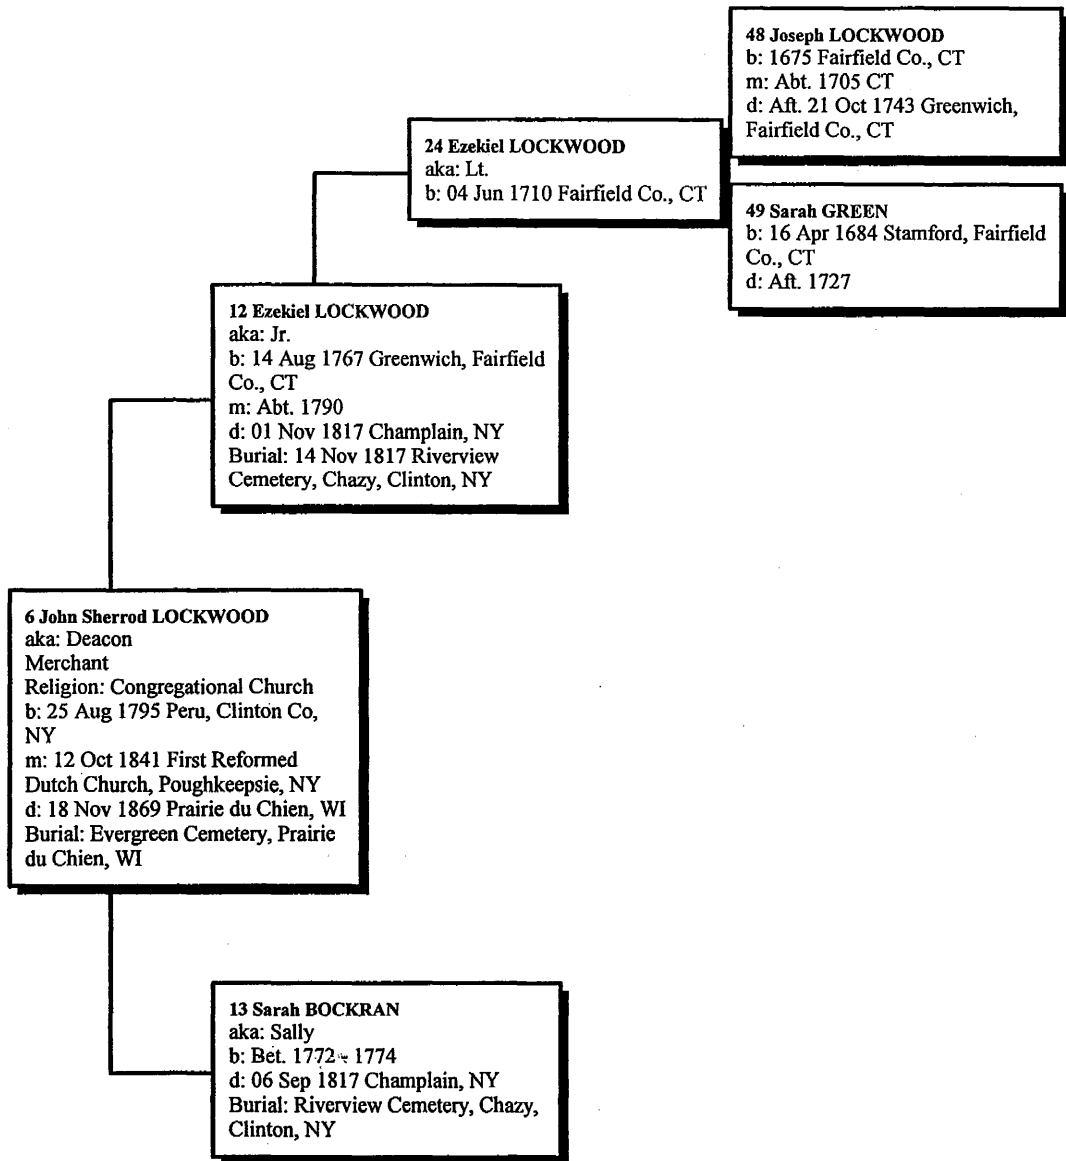 48 Joseph LOCKWOOD
b: 1675 Fairfield Co., CT
m: Abt. 1705 CT
d: Aft. 21 Oct 1743 Greenwich,
Fairfield Co., CT
24 Ezekiel LOCKWOOD
aka: Lt.
b: 04 Jun 1710 Fairfield Co., CT
49 Sarah GREEN
b: 16 Apr 1684 Stamford, Fairfield
Co., CT
d: Aft. 1727
12 Ezekiel LOCKWOOD
aka: Jr.
b: 14 Aug 1767 Greenwich, Fairfield
Co., CT
m: Abt. 1790
d: 01 Nov 1817 Champlain, NY
Burial: 14 Nov 1817 Riverview
Cemetery, Chazy, Clinton, NY
6 John Sherrod LOCKWOOD
aka: Deacon
Merchant
Religion: Congregational Church
b: 25 Aug 1795 Peru, Clinton Co,
NY
m: 12 Oct 1841 First Reformed
Dutch Church, Poughkeepsie, NY
d: 18 Nov 1869 Prairie du Chien, WI
Burial: Evergreen Cemetery, Prairie
du Chien, WI
13 Sarah BOCKRAN
aka: Sally
b: Bet. 1772 - 1774
d: 06 Sep 1817 Champlain, NY
Burial: Riverview Cemetery, Chazy,
Clinton, NY